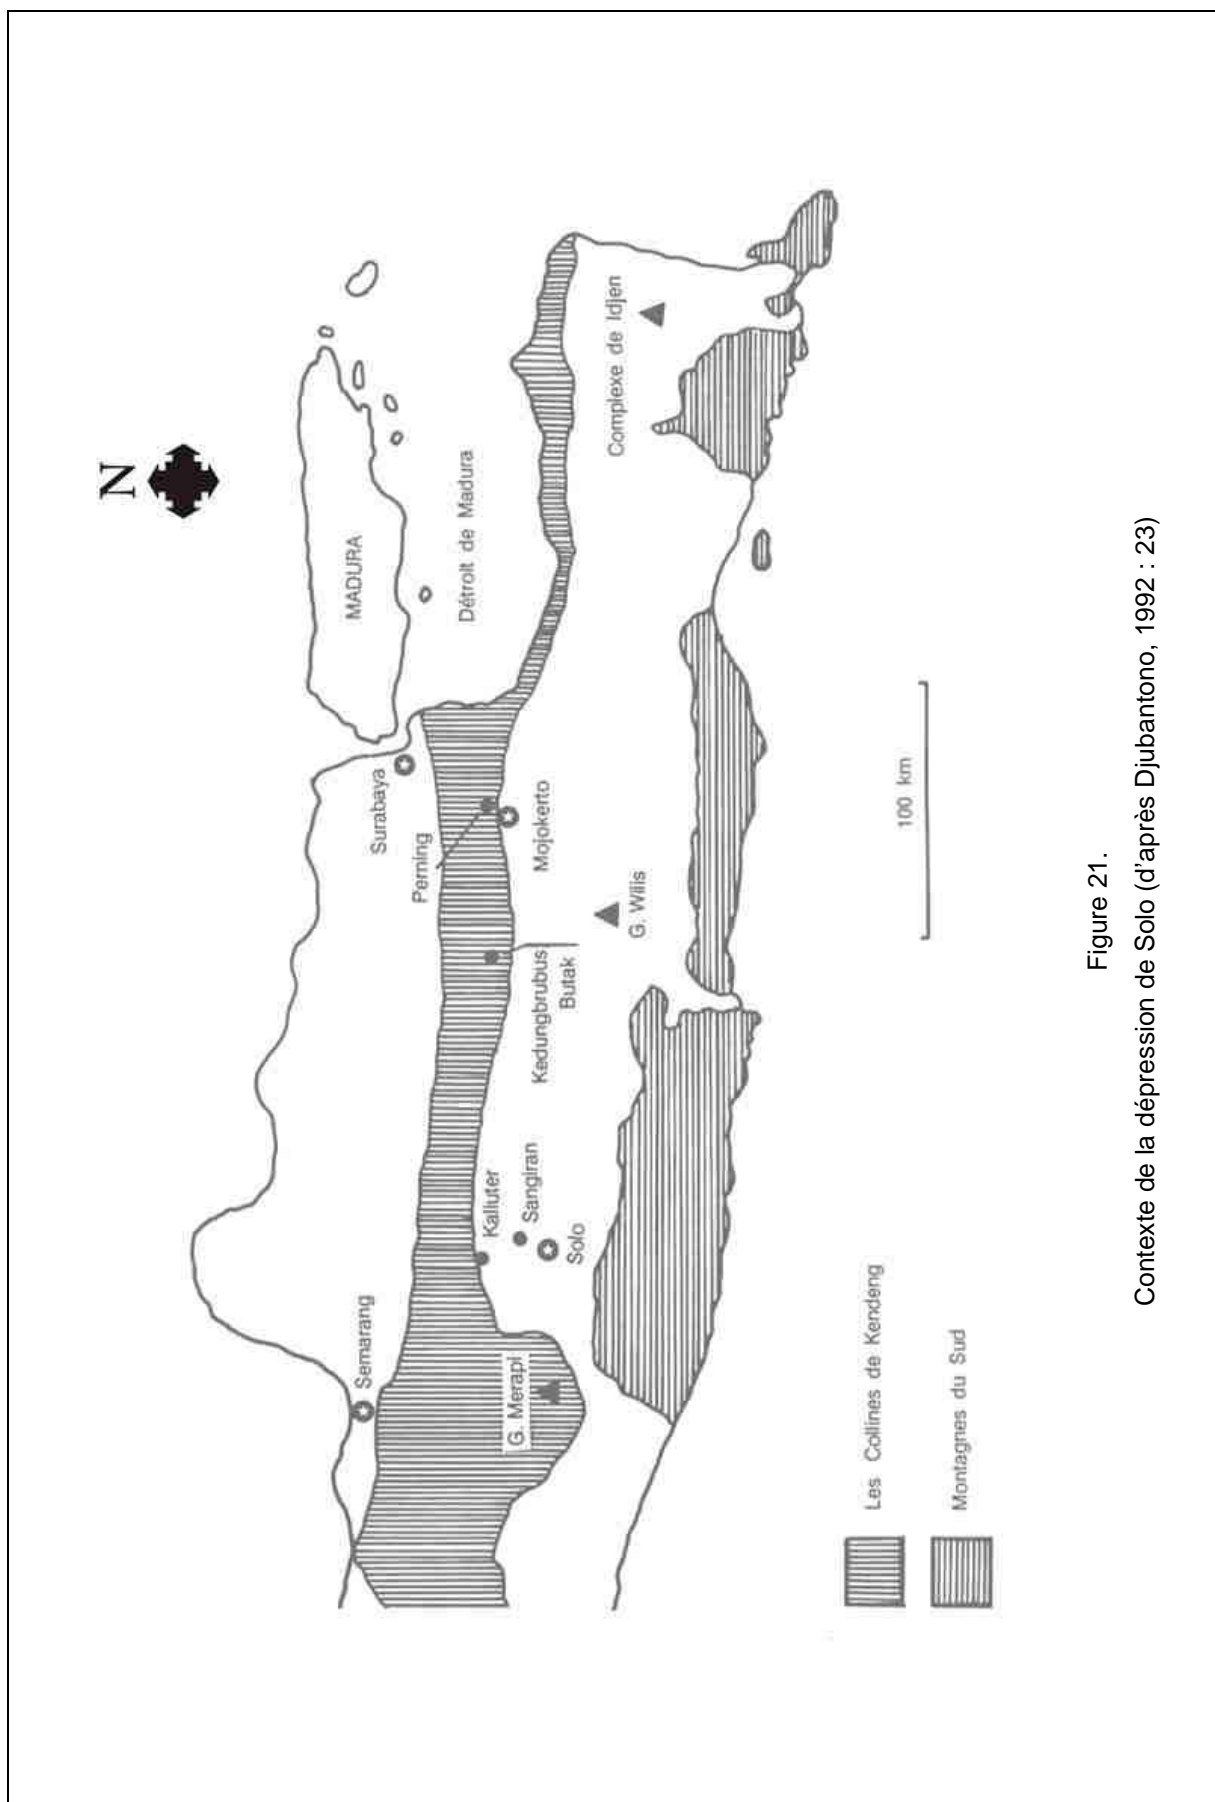 N
MADURA
Détroit de Madura
Surabaya
Perning
Mojokerto
Semarang
Kaliuter
Sangiran
Solo
Kedungbrubus
Butak
G. Merapi
G. Wilis
Complexe de Idjen
100 km
Les Collines de Kendeng
Montagnes du Sud
Figure 21.
Contexte de la dépression de Solo (d’après Djubantono, 1992 : 23)